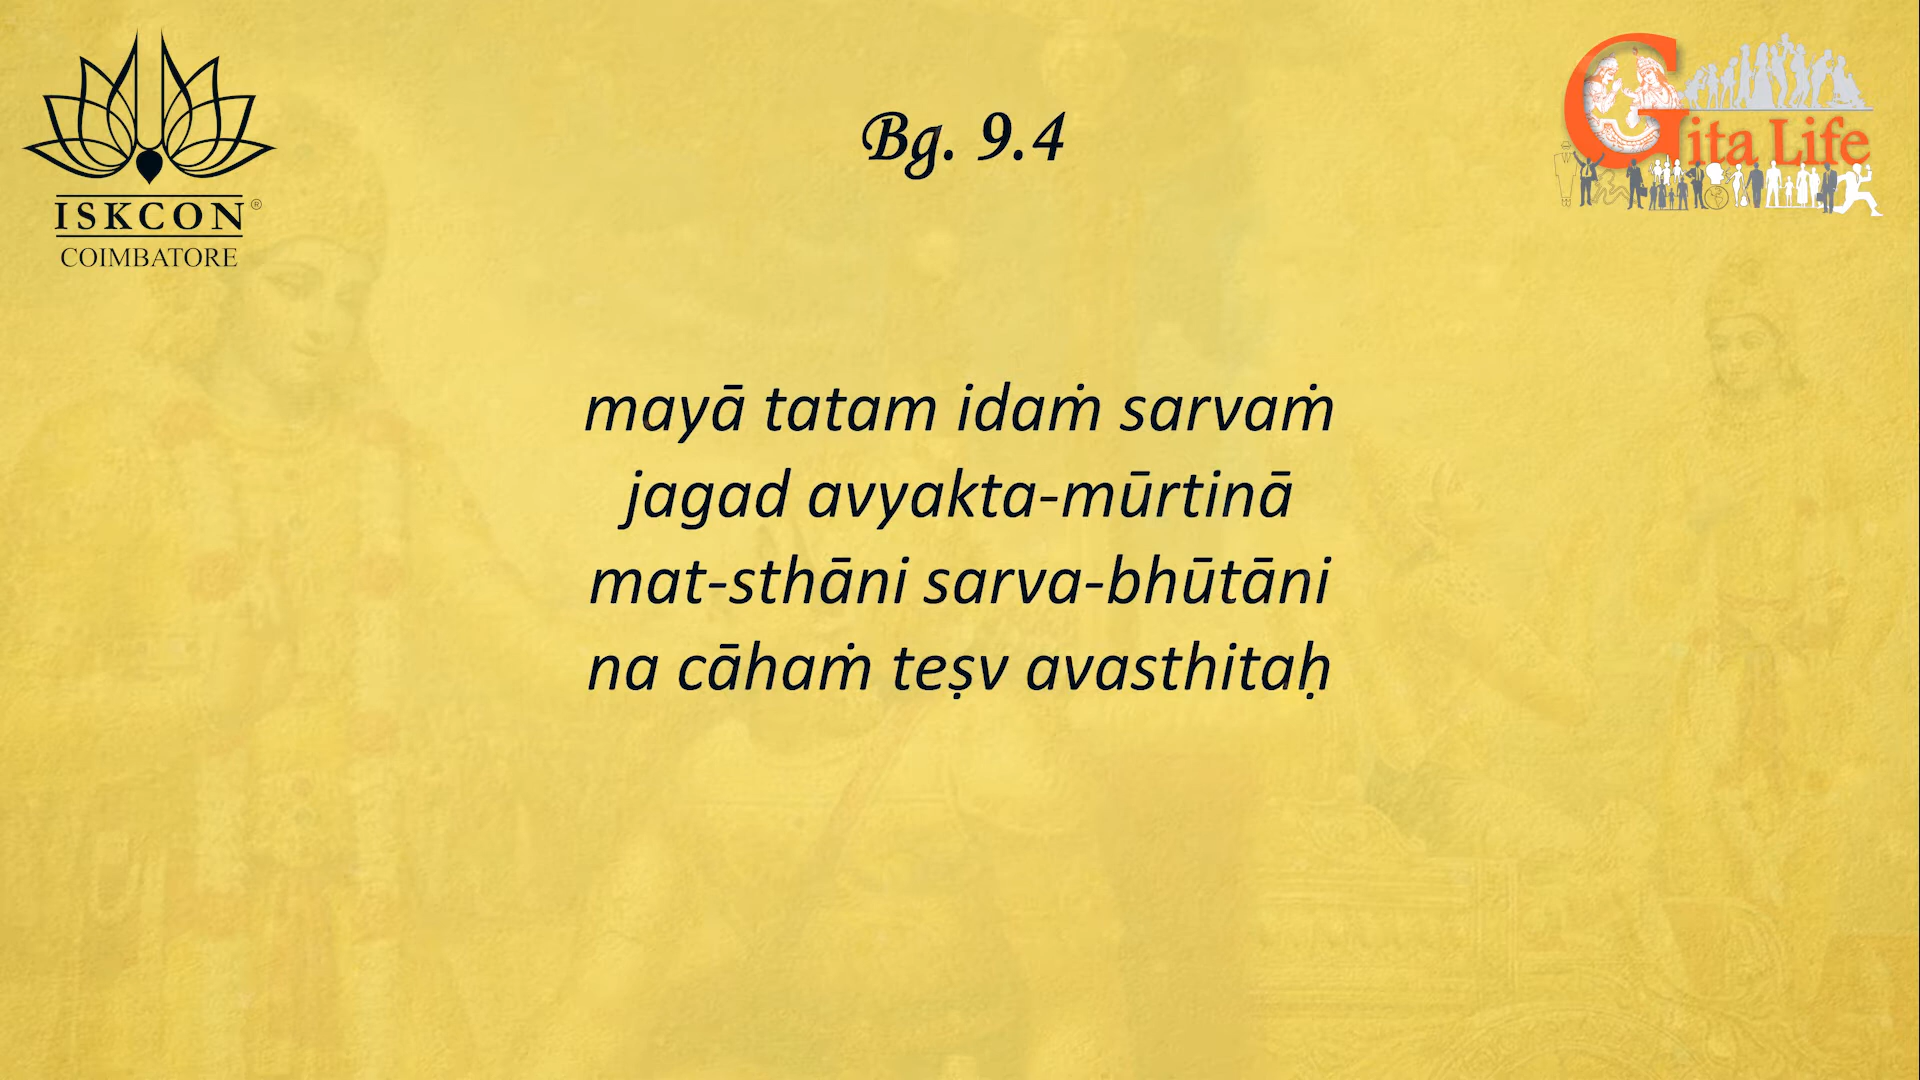 ISKCON®
COIMBATORE
Bg. 9.4
Gita Life
mayā tatam idaṁ sarvaṁ
jagad avyakta-mūrtinā
mat-sthāni sarva-bhūtāni
na cāhaṁ teṣv avasthitaḥ